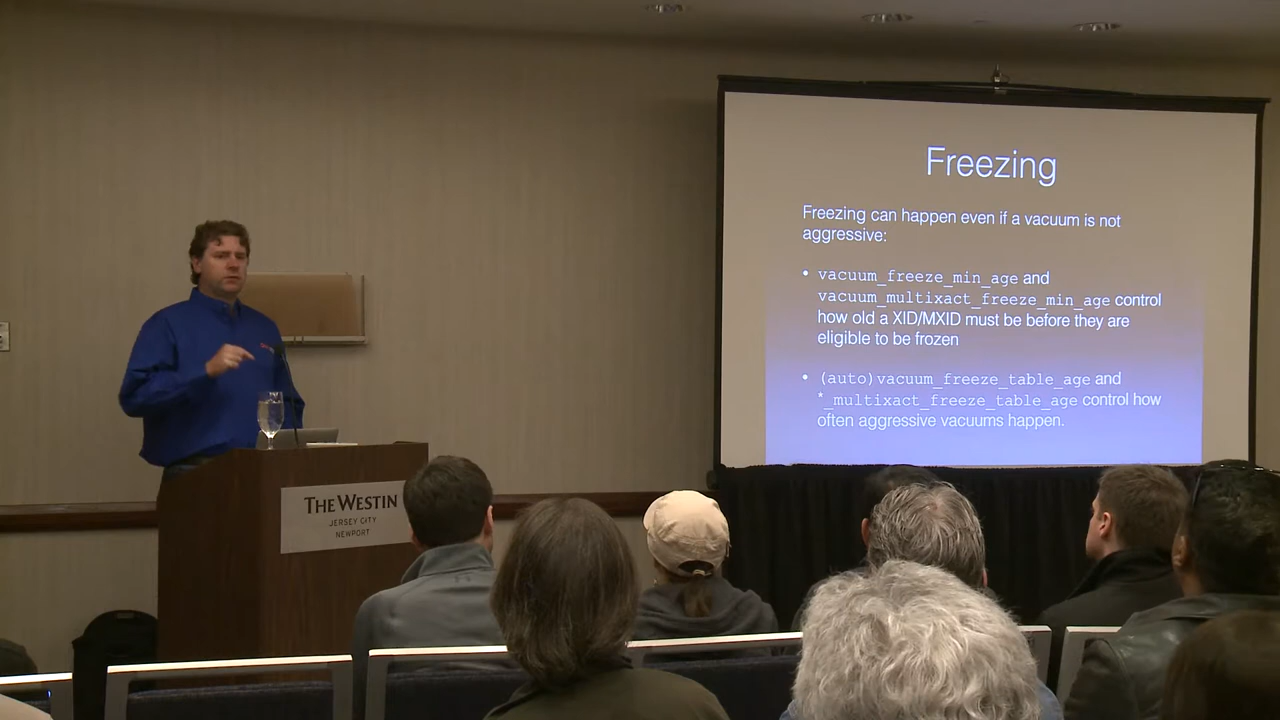 Freezing
Freezing can happen even if a vacuum is not
aggressive:
• vacuum_freeze_min_age and
vacuum_multixact_freeze_min_age control
how old a XID/MXID must be before they are
eligible to be frozen
• (auto)vacuum_freeze_table_age and
*_multixact_freeze_table_age control how
often aggressive vacuums happen.
THE WESTIN
JERSEY CITY
NEWPORT